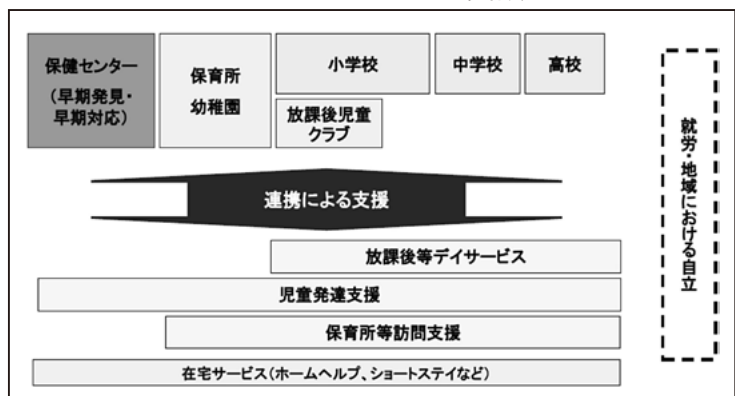 保健センター
(早期発見・
早期対応)
保育所
幼稚園
小学校
中学校
高校
放課後児童
クラブ
連携による支援
放課後等デイサービス
児童発達支援
保育所等訪問支援
在宅サービス(ホームヘルプ、ショートステイなど)
就労・地域における自立